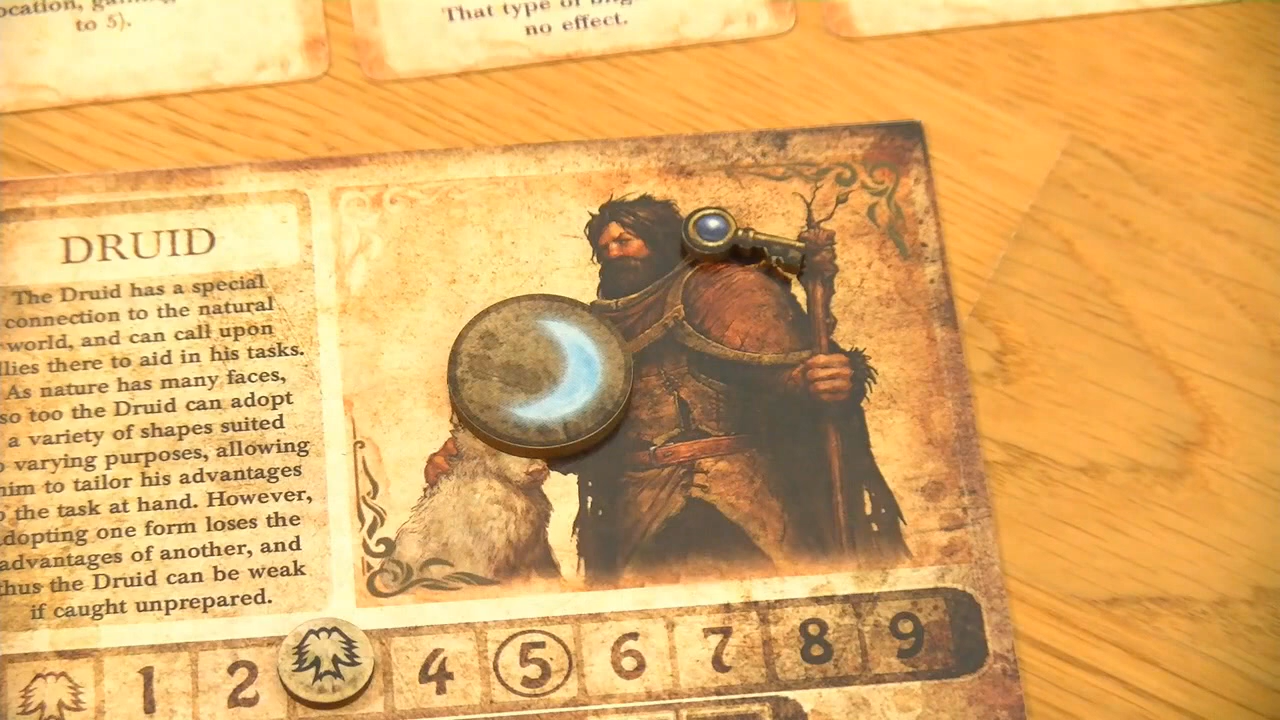 to 5).
That type of
no effect.
DRUID
The Druid has a special
connection to the natural
world, and can call upon
llies there to aid in his tasks.
As nature has many faces,
so too the Druid can adopt
a variety of shapes suited
varying purposes, allowing
him to tailor his advantages
the task at hand. However,
dopting one form loses the
advantages of another, and
thus the Druid can be weak
if caught unprepared.
1 2 4 5 6 7 8 9